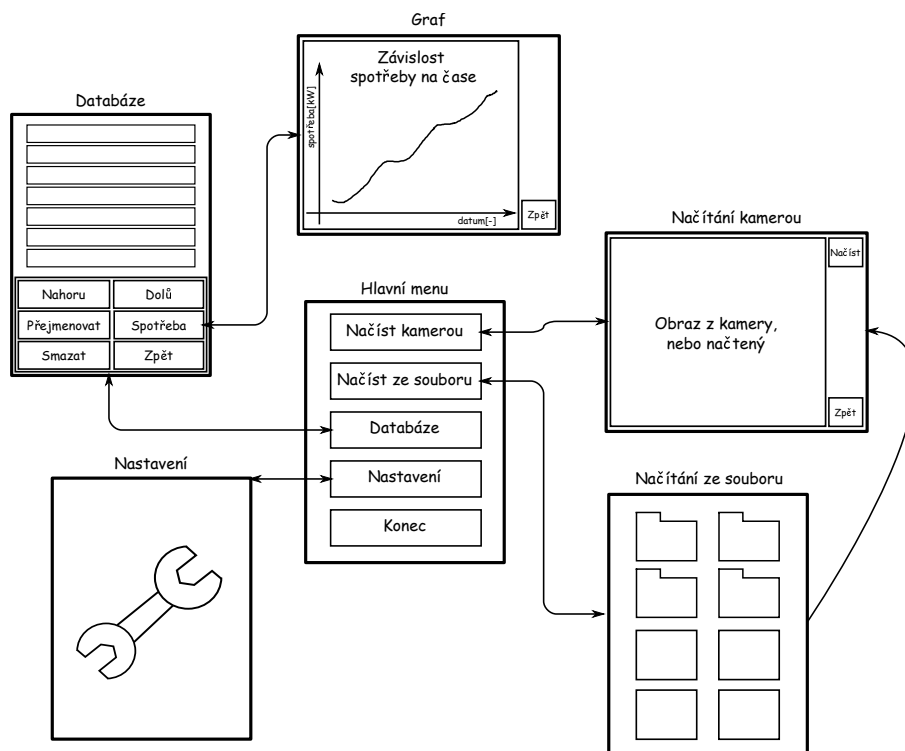 Graf
Závislost
spotřeby na čase
spotřeba[kW]
datum[-]
Zpět
Databáze
Nahoru
Dolů
Přejmenovat
Spotřeba
Smazat
Zpět
Hlavní menu
Načíst kamerou
Načíst ze souboru
Databáze
Nastavení
Konec
Načítání kamerou
Načíst
Obraz z kamery,
nebo načtený
Zpět
Nastavení
Načítání ze souboru